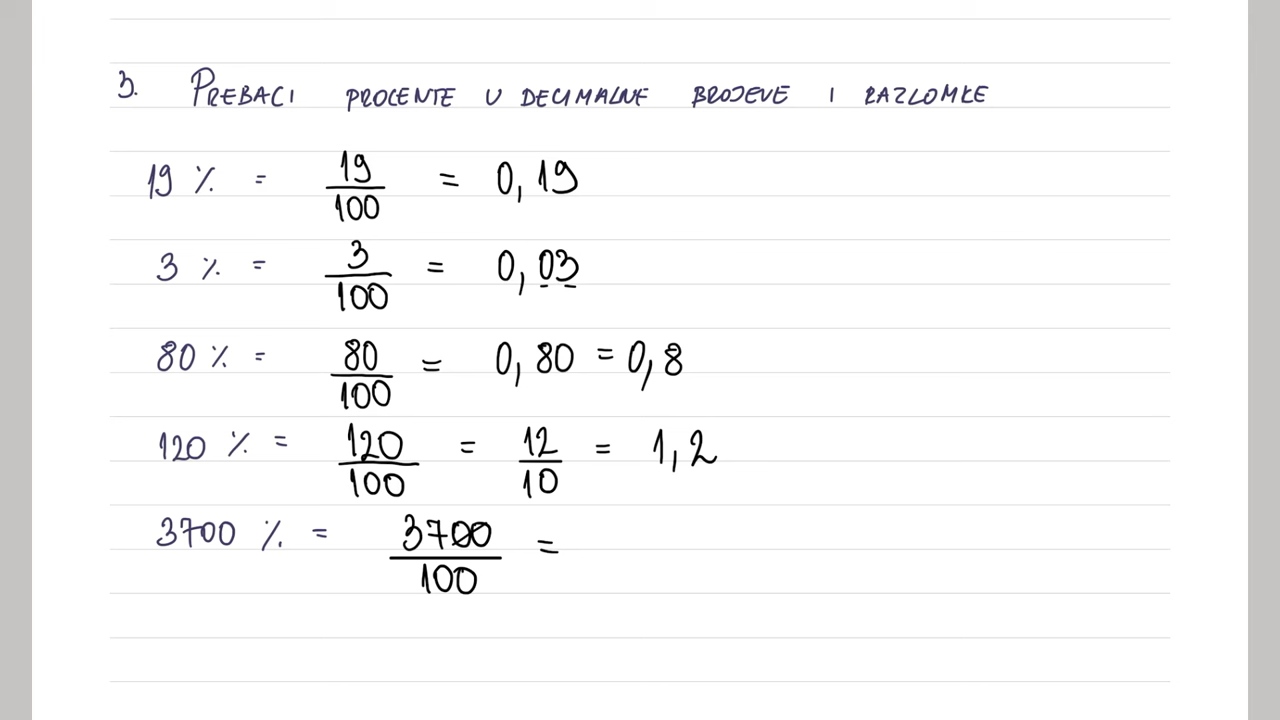 3. PREBACI PROCENTE U DECIMALNE BROJEVE I RAZLOMKE
19 % = 19/100 = 0,19
3 % = 3/100 = 0,03
80 % = 80/100 = 0,80 = 0,8
120 % = 120/100 = 12/10 = 1,2
3700 % = 3700/100 =